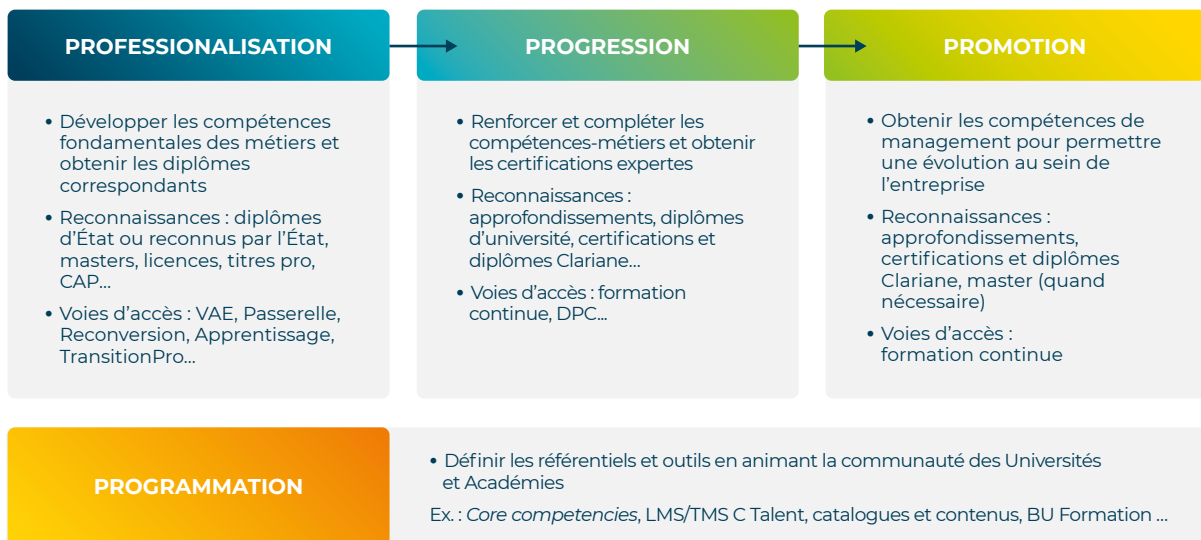 PROFESSIONALISATION
• Développer les compétences
fondamentales des métiers et
obtenir les diplômes
correspondants
• Reconnaissances : diplômes
d’État ou reconnus par l’État,
masters, licences, titres pro,
CAP...
• Voies d’accès : VAE, Passerelle,
Reconversion, Apprentissage,
TransitionPro...
PROGRESSION
• Renforcer et compléter les
compétences-métiers et obtenir
les certifications expertes
• Reconnaissances :
approfondissements, diplômes
d’université, certifications et
diplômes Clariane...
• Voies d’accès : formation
continue, DPC...
PROMOTION
• Obtenir les compétences de
management pour permettre
une évolution au sein de
l’entreprise
• Reconnaissances :
approfondissements,
certifications et diplômes
Clariane, master (quand
nécessaire)
• Voies d’accès :
formation continue
PROGRAMMATION
• Définir les référentiels et outils en animant la communauté des Universités
et Académies
Ex. : Core competencies, LMS/TMS C Talent, catalogues et contenus, BU Formation ...